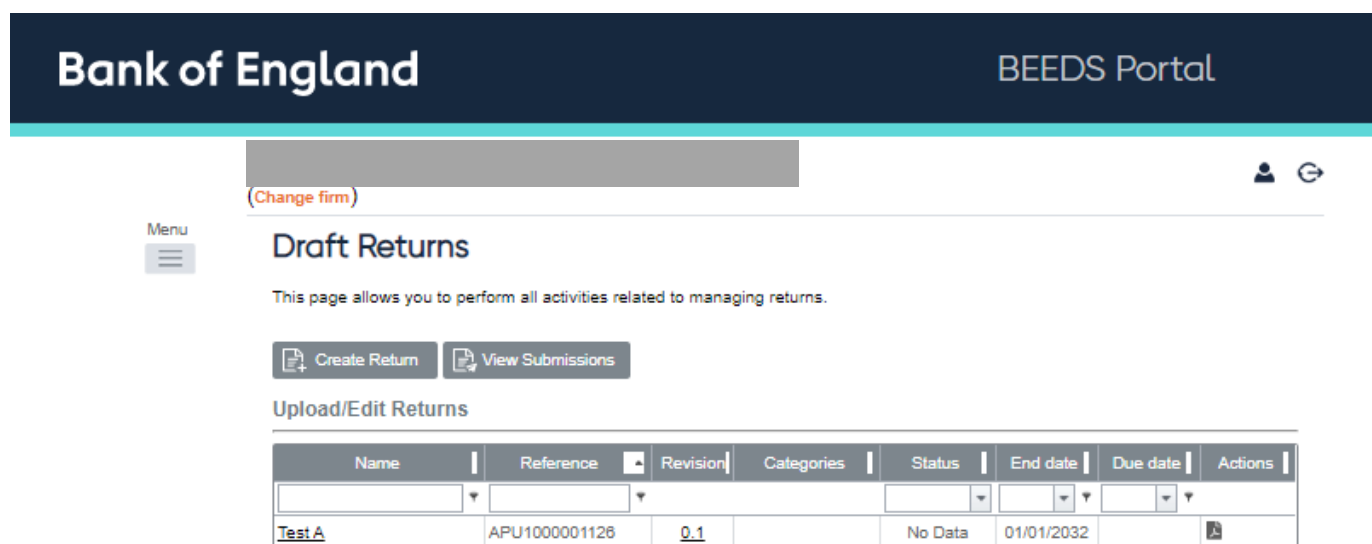 Bank of England BEEDS Portal
(Change firm)
Menu
Draft Returns
This page allows you to perform all activities related to managing returns.
Create Return View Submissions
Upload/Edit Returns
Name Reference Revision Categories Status End date Due date Actions
Test A APU1000001126 0.1 No Data 01/01/2032